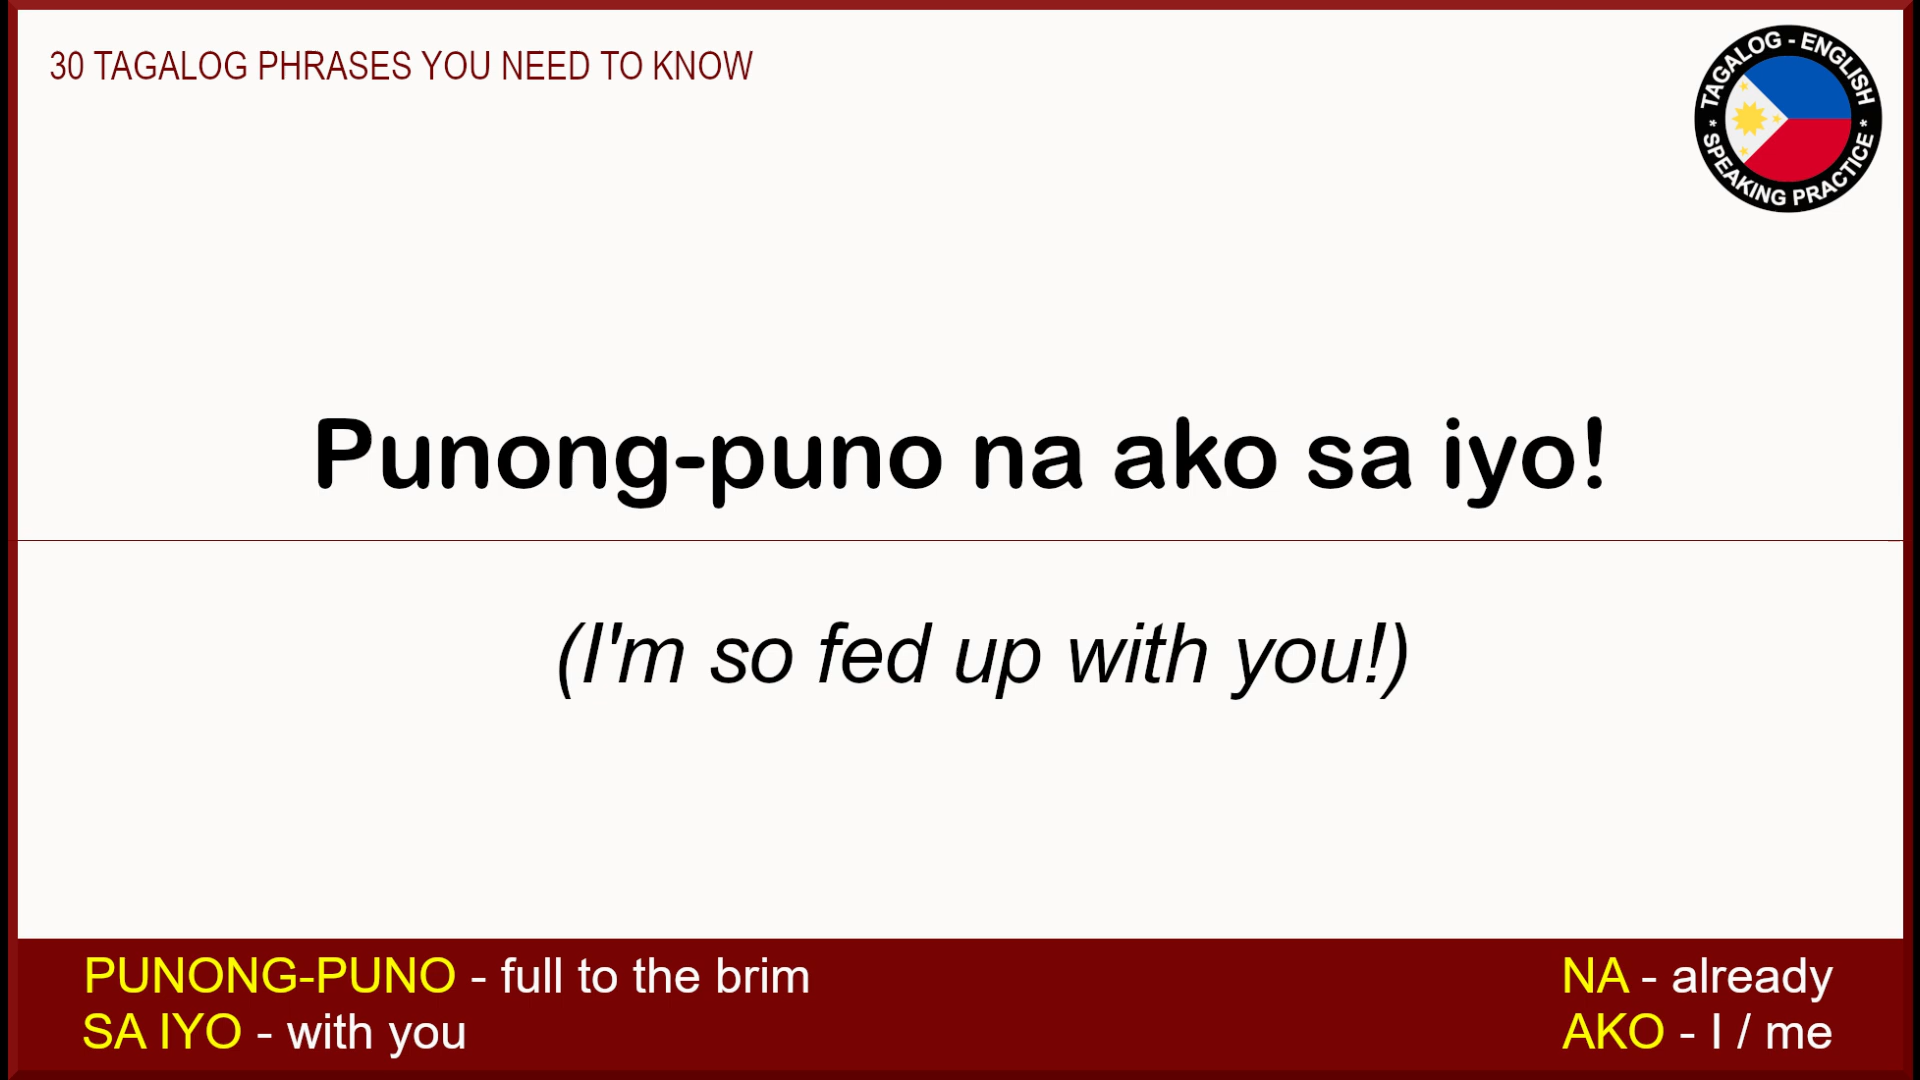 30 TAGALOG PHRASES YOU NEED TO KNOW
TAGALOG - ENGLISH
* SPEAKING PRACTICE *
Punong-puno na ako sa iyo!
(I'm so fed up with you!)
PUNONG-PUNO - full to the brim
SA IYO - with you
NA - already
AKO - I / me